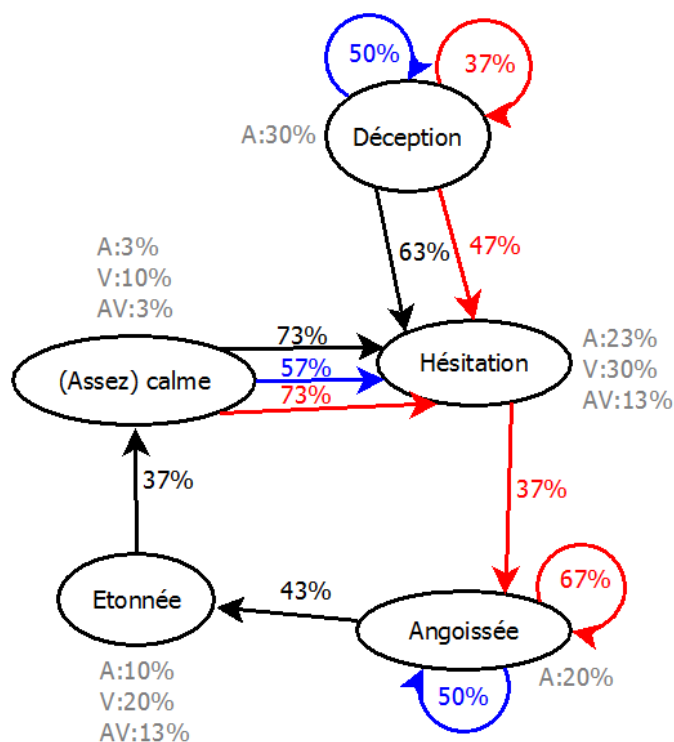 50%
37%
A:30%
Déception
63%
47%
A:3%
V:10%
AV:3%
73%
(Assez) calme
57%
73%
Hésitation
A:23%
V:30%
AV:13%
37%
37%
43%
67%
Etonnée
Angoissée
A:10%
V:20%
AV:13%
50%
A:20%